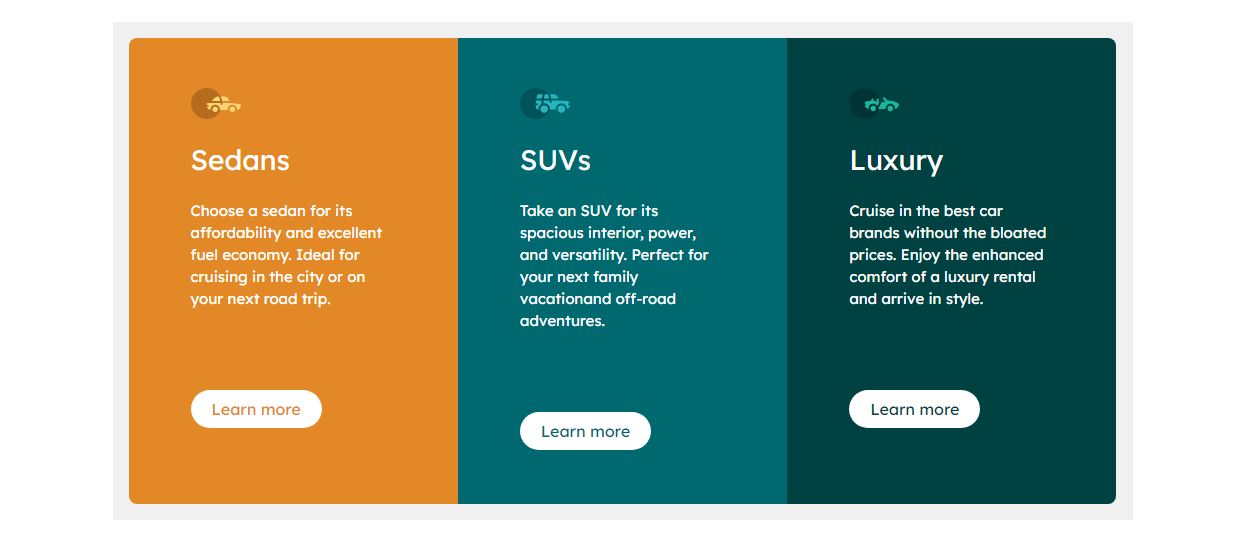 Sedans
Choose a sedan for its
affordability and excellent
fuel economy. Ideal for
cruising in the city or on
your next road trip.
Learn more
SUVs
Take an SUV for its
spacious interior, power,
and versatility. Perfect for
your next family
vacationand off-road
adventures.
Learn more
Luxury
Cruise in the best car
brands without the bloated
prices. Enjoy the enhanced
comfort of a luxury rental
and arrive in style.
Learn more